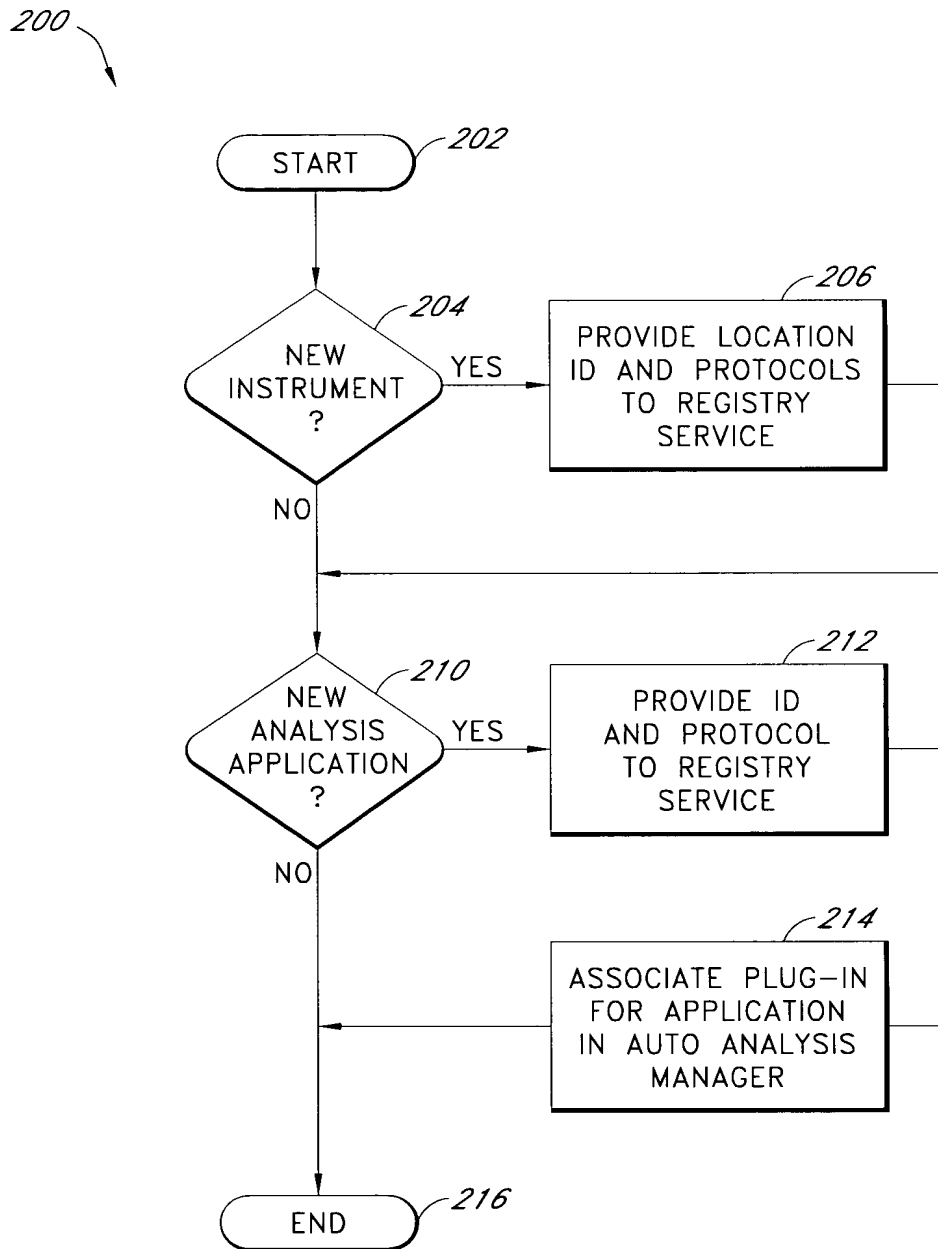 200
START
202
NEW
INSTRUMENT
?
204
YES
NO
206
PROVIDE LOCATION
ID AND PROTOCOLS
TO REGISTRY
SERVICE
NEW
ANALYSIS
APPLICATION
?
210
YES
NO
212
PROVIDE ID
AND PROTOCOL
TO REGISTRY
SERVICE
214
ASSOCIATE PLUG-IN
FOR APPLICATION
IN AUTO ANALYSIS
MANAGER
END
216